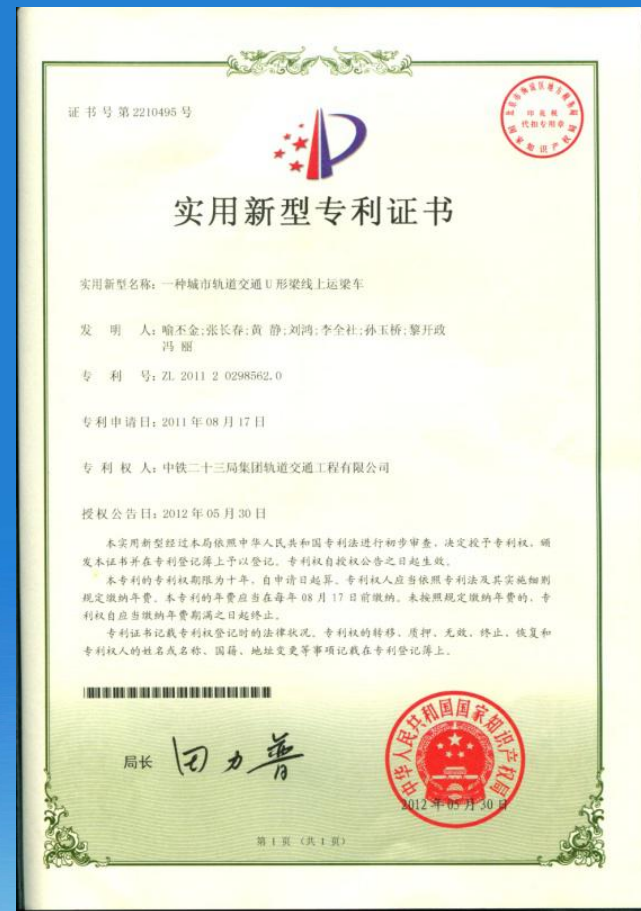 证书号第2210495号
印花税
代扣专用章
国家知识产权局
实用新型专利证书
实用新型名称：一种城市轨道交通U形梁线上运梁车
发明人：喻丕金;张长春;黄 静;刘鸿;李全社;孙玉桥;黎开政
冯 丽
专利号：ZL 2011 2 0298562.0
专利申请日：2011年08月17日
专利权人：中铁二十三局集团轨道交通工程有限公司
授权公告日：2012年05月30日
本实用新型经过本局依照中华人民共和国专利法进行初步审查，决定授予专利权，颁
发本证书并在专利登记簿上予以登记。专利权自授权公告之日起生效。
本专利的专利权期限为十年，自申请日起算。专利权人应当依照专利法及其实施细则
规定缴纳年费。本专利的年费应当在每年08月17日前缴纳。未按照规定缴纳年费的，专
利权自应当缴纳年费期满之日起终止。
专利证书记载专利权登记时的法律状况。专利权的转移、质押、无效、终止、恢复和
专利权人的姓名或名称、国籍、地址变更等事项记载在专利登记簿上。
局长
田力普
中华人民共和国国家知识产权局
2012年05月30日
第1页（共1页）